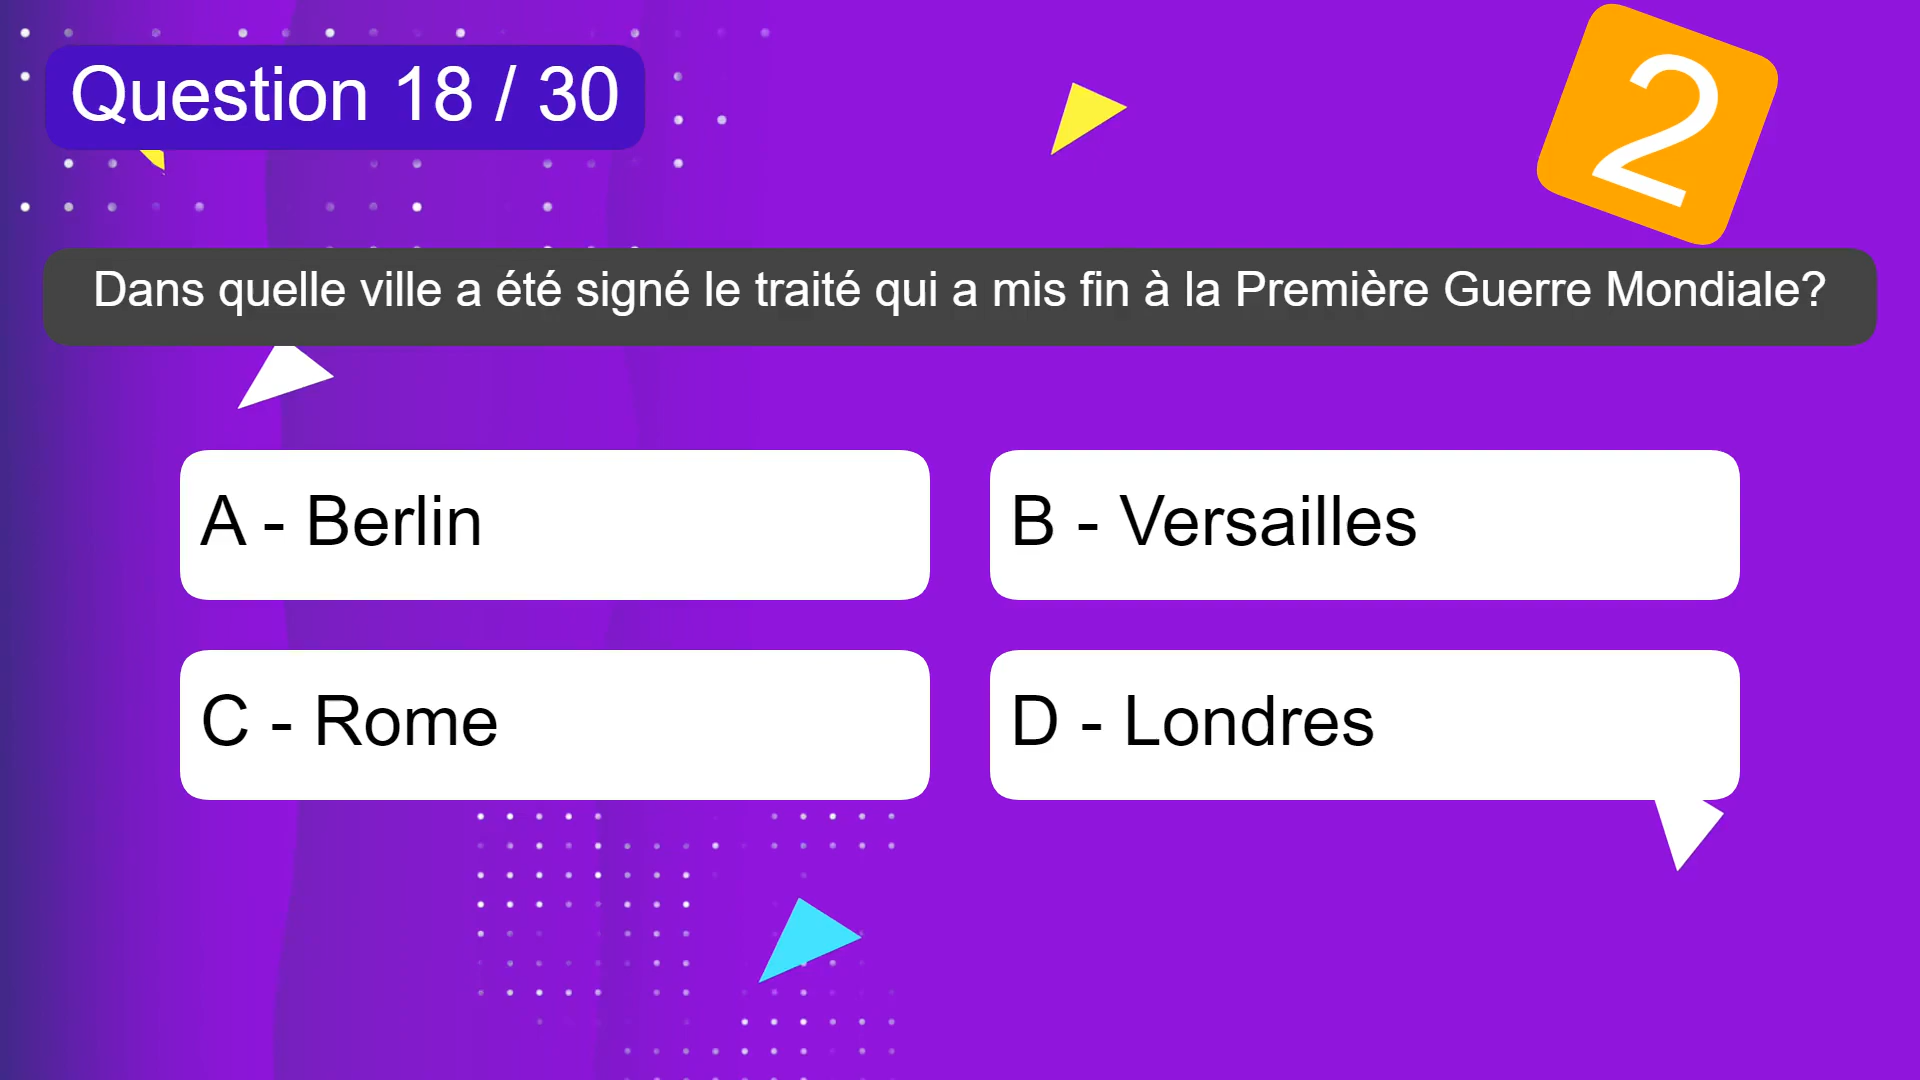 Question 18 / 30
2
Dans quelle ville a été signé le traité qui a mis fin à la Première Guerre Mondiale?
A - Berlin
B - Versailles
C - Rome
D - Londres